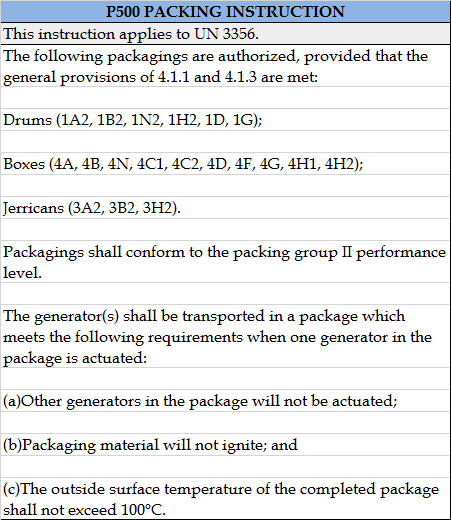 P500 PACKING INSTRUCTION
This instruction applies to UN 3356.
The following packagings are authorized, provided that the
general provisions of 4.1.1 and 4.1.3 are met:
Drums (1A2, 1B2, 1N2, 1H2, 1D, 1G);
Boxes (4A, 4B, 4N, 4C1, 4C2, 4D, 4F, 4G, 4H1, 4H2);
Jerricans (3A2, 3B2, 3H2).
Packagings shall conform to the packing group II performance
level.
The generator(s) shall be transported in a package which
meets the following requirements when one generator in the
package is actuated:
(a)Other generators in the package will not be actuated;
(b)Packaging material will not ignite; and
(c)The outside surface temperature of the completed package
shall not exceed 100°C.